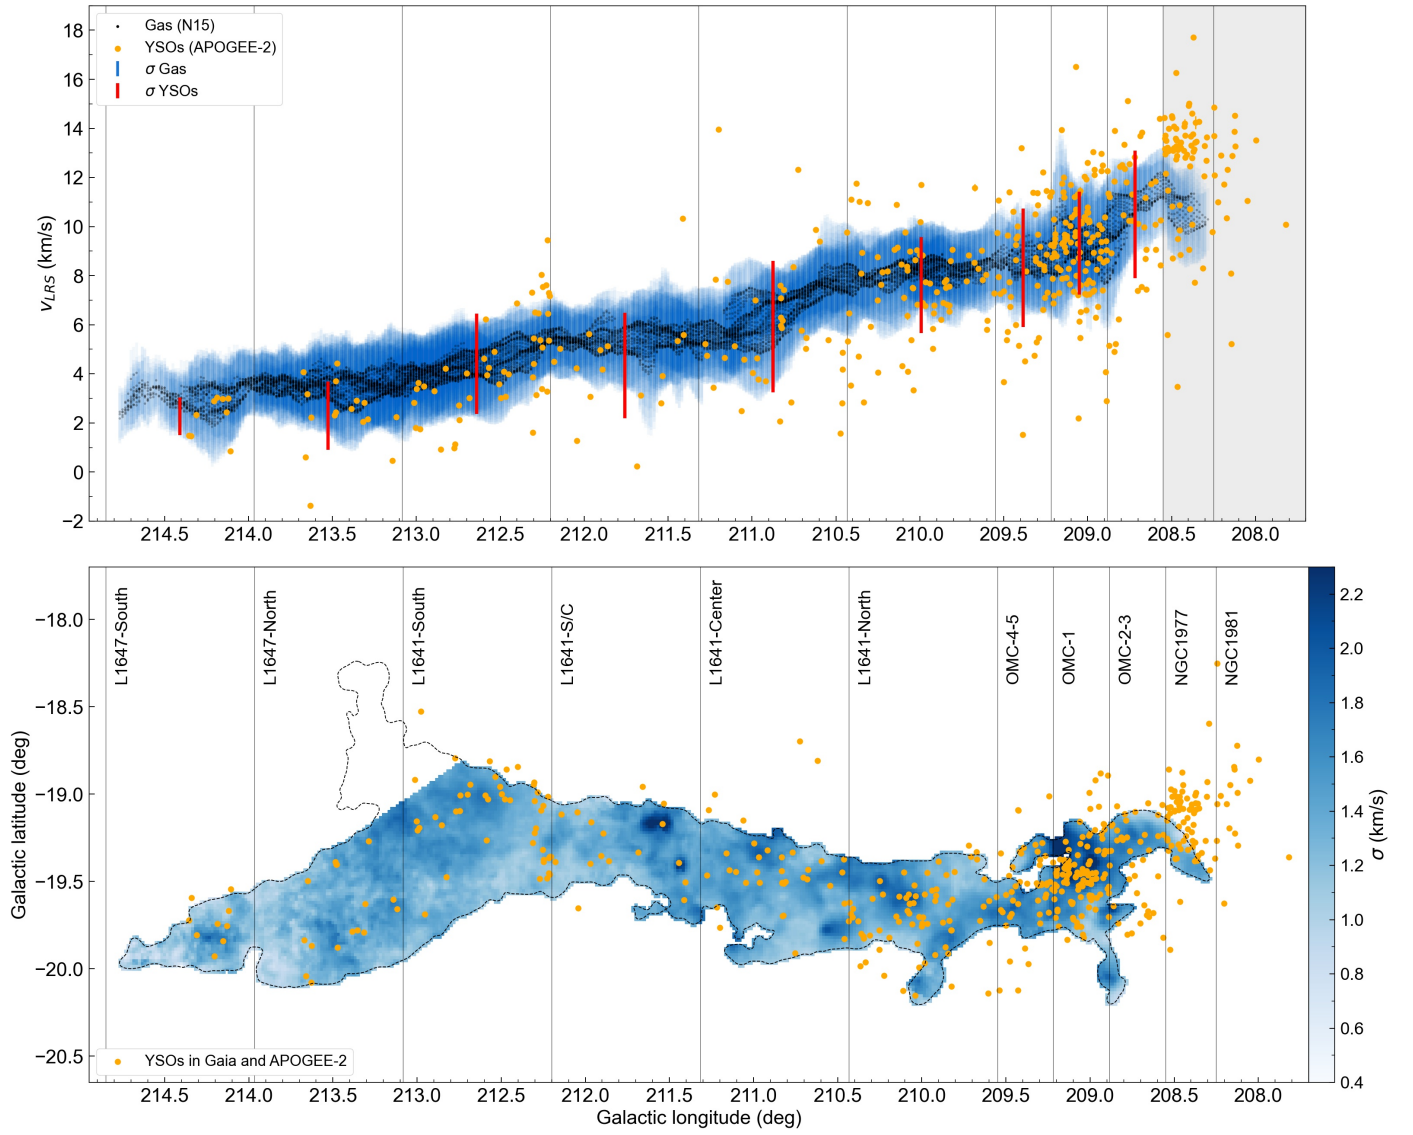 Gas (N15)
YSOs (APOGEE-2)
σ Gas
σ YSOs
18
16
14
12
10
8
6
4
2
0
−2
v_LRS (km/s)
214.5 214.0 213.5 213.0 212.5 212.0 211.5 211.0 210.5 210.0 209.5 209.0 208.5 208.0
L1647-South
L1647-North
L1641-South
L1641-S/C
L1641-Center
L1641-North
OMC-4-5
OMC-1
OMC-2-3
NGC1977
NGC1981
−18.0
−18.5
−19.0
−19.5
−20.0
−20.5
Galactic latitude (deg)
YSOs in Gaia and APOGEE-2
214.5 214.0 213.5 213.0 212.5 212.0 211.5 211.0 210.5 210.0 209.5 209.0 208.5 208.0
Galactic longitude (deg)
2.2
2.0
1.8
1.6
1.4
1.2
1.0
0.8
0.6
0.4
σ (km/s)